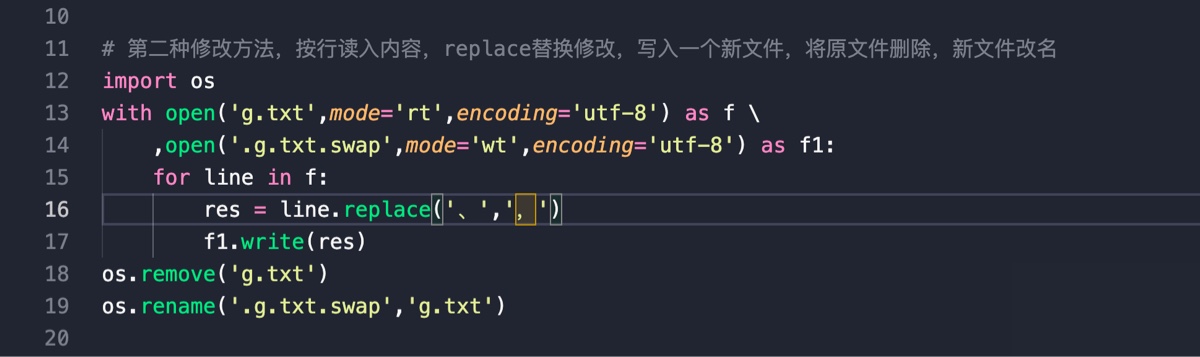 10
11 # 第二种修改方法，按行读入内容，replace替换修改，写入一个新文件，将原文件删除，新文件改名
12 import os
13 with open('g.txt',mode='rt',encoding='utf-8') as f \
14     ,open('.g.txt.swap',mode='wt',encoding='utf-8') as f1:
15     for line in f:
16         res = line.replace('、','，')
17         f1.write(res)
18 os.remove('g.txt')
19 os.rename('.g.txt.swap','g.txt')
20